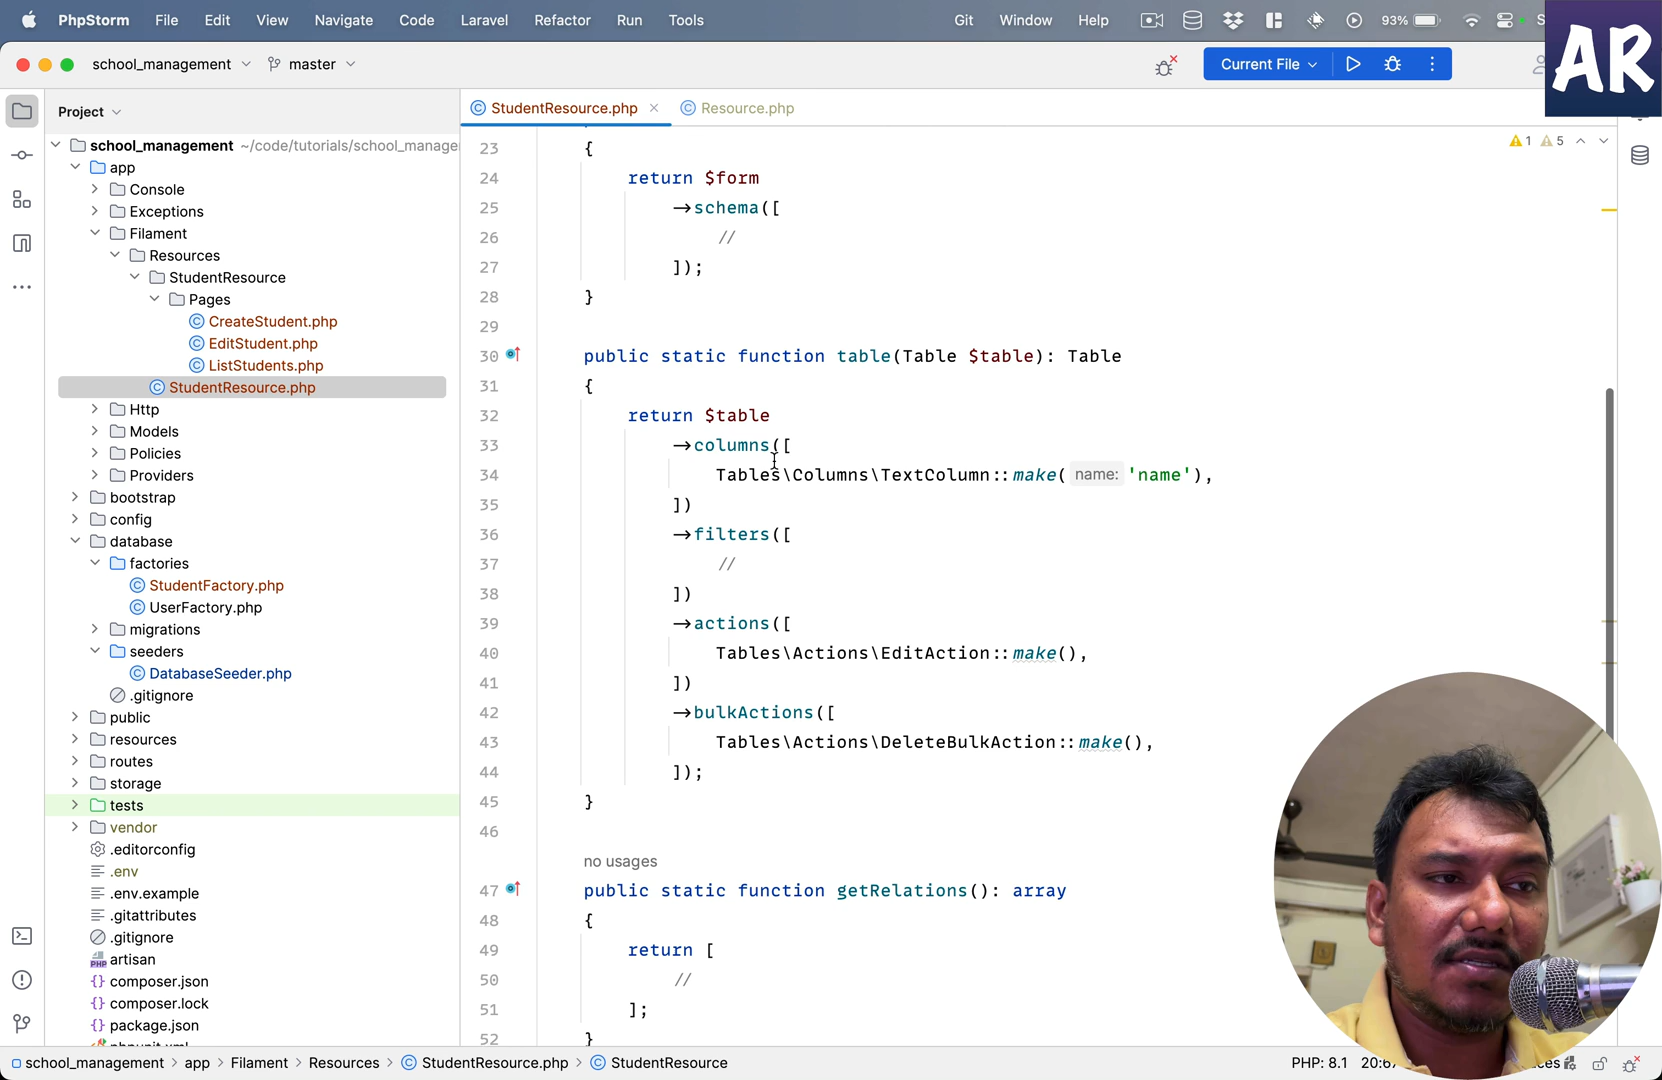 PhpStorm File Edit View Navigate Code Laravel Refactor Run Tools Git Window Help 93%
AR
school_management master Current File
Project
StudentResource.php Resource.php
school_management ~/code/tutorials/school_manage
app
Console
Exceptions
Filament
Resources
StudentResource
Pages
CreateStudent.php
EditStudent.php
ListStudents.php
StudentResource.php
Http
Models
Policies
Providers
bootstrap
config
database
factories
StudentFactory.php
UserFactory.php
migrations
seeders
DatabaseSeeder.php
.gitignore
public
resources
routes
storage
tests
vendor
.editorconfig
.env
.env.example
.gitattributes
.gitignore
artisan
composer.json
composer.lock
package.json
phpunit.xml
1 5
23 {
24 return $form
25 →schema([
26 //
27 ]);
28 }
29
30 public static function table(Table $table): Table
31 {
32 return $table
33 →columns([
34 Tables\Columns\TextColumn::make( name: 'name'),
35 ])
36 →filters([
37 //
38 ])
39 →actions([
40 Tables\Actions\EditAction::make(),
41 ])
42 →bulkActions([
43 Tables\Actions\DeleteBulkAction::make(),
44 ]);
45 }
46
no usages
47 public static function getRelations(): array
48 {
49 return [
50 //
51 ];
52 }
school_management > app > Filament > Resources > StudentResource.php > StudentResource PHP: 8.1